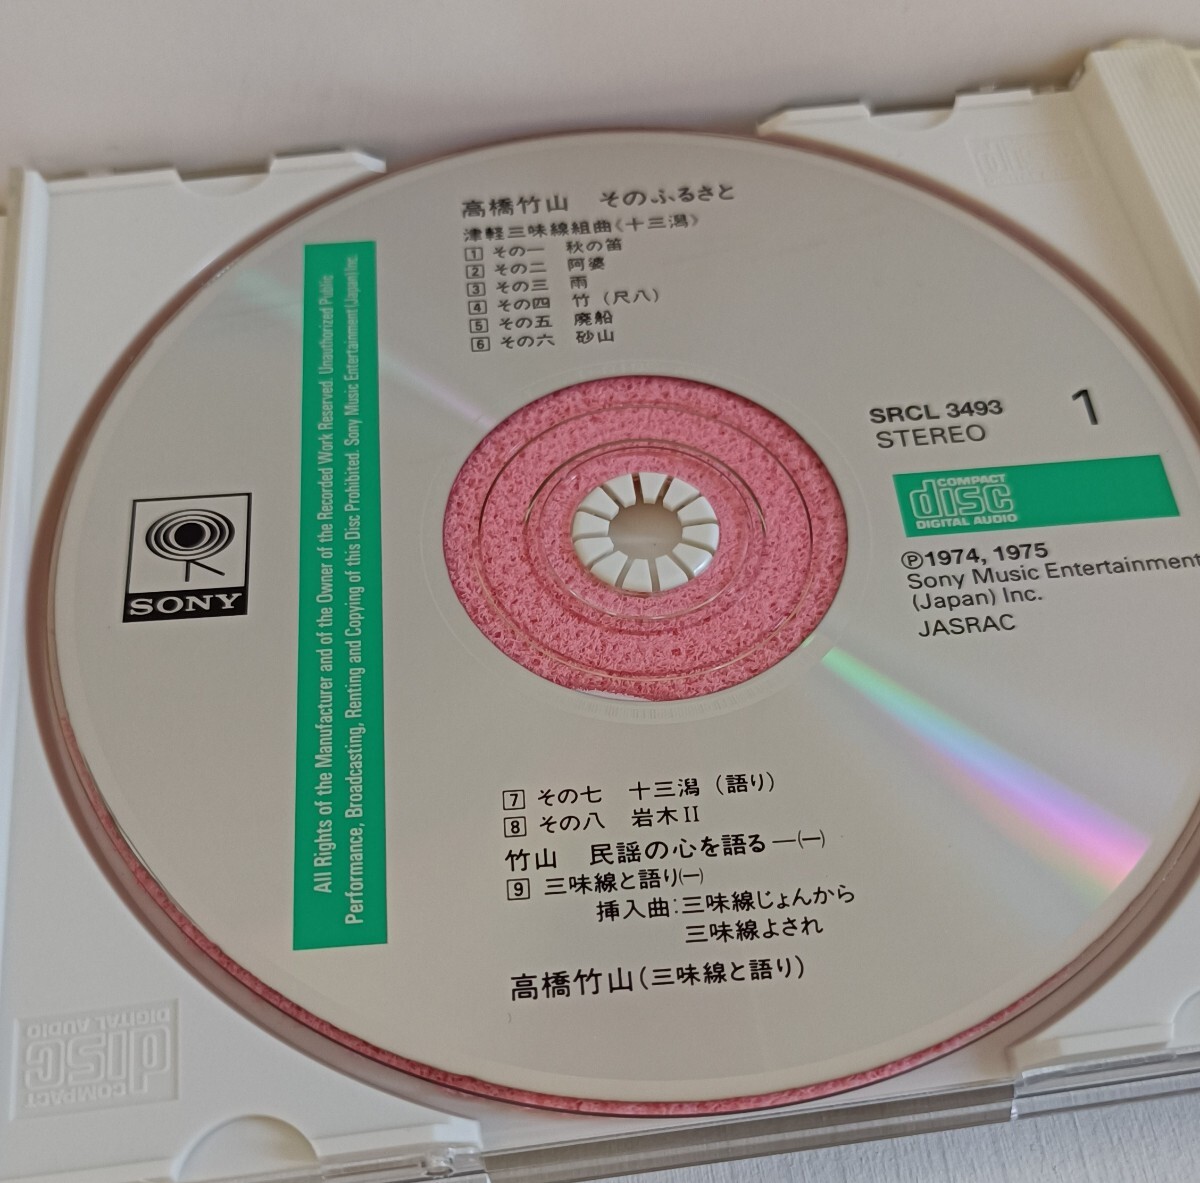 高橋竹山 そのふるさと
津軽三味線組曲《十三潟》
1 その一 秋の笛
2 その二 阿婆
3 その三 雨
4 その四 竹（尺八）
5 その五 廃船
6 その六 砂山
SRCL 3493 1
STEREO
COMPACT
disc
DIGITAL AUDIO
Ⓟ1974, 1975
Sony Music Entertainment
(Japan) Inc.
JASRAC
SONY
All Rights of the Manufacturer and of the Owner of the Recorded Work Reserved. Unauthorized Public
Performance, Broadcasting, Renting and Copying of this Disc Prohibited. Sony Music Entertainment (Japan) Inc.
7 その七 十三潟（語り）
8 その八 岩木II
竹山 民謡の心を語る—㈠
9 三味線と語り㈠
挿入曲:三味線じょんから
三味線よされ
高橋竹山(三味線と語り)
COMPACT
disc
DIGITAL AUDIO
disc